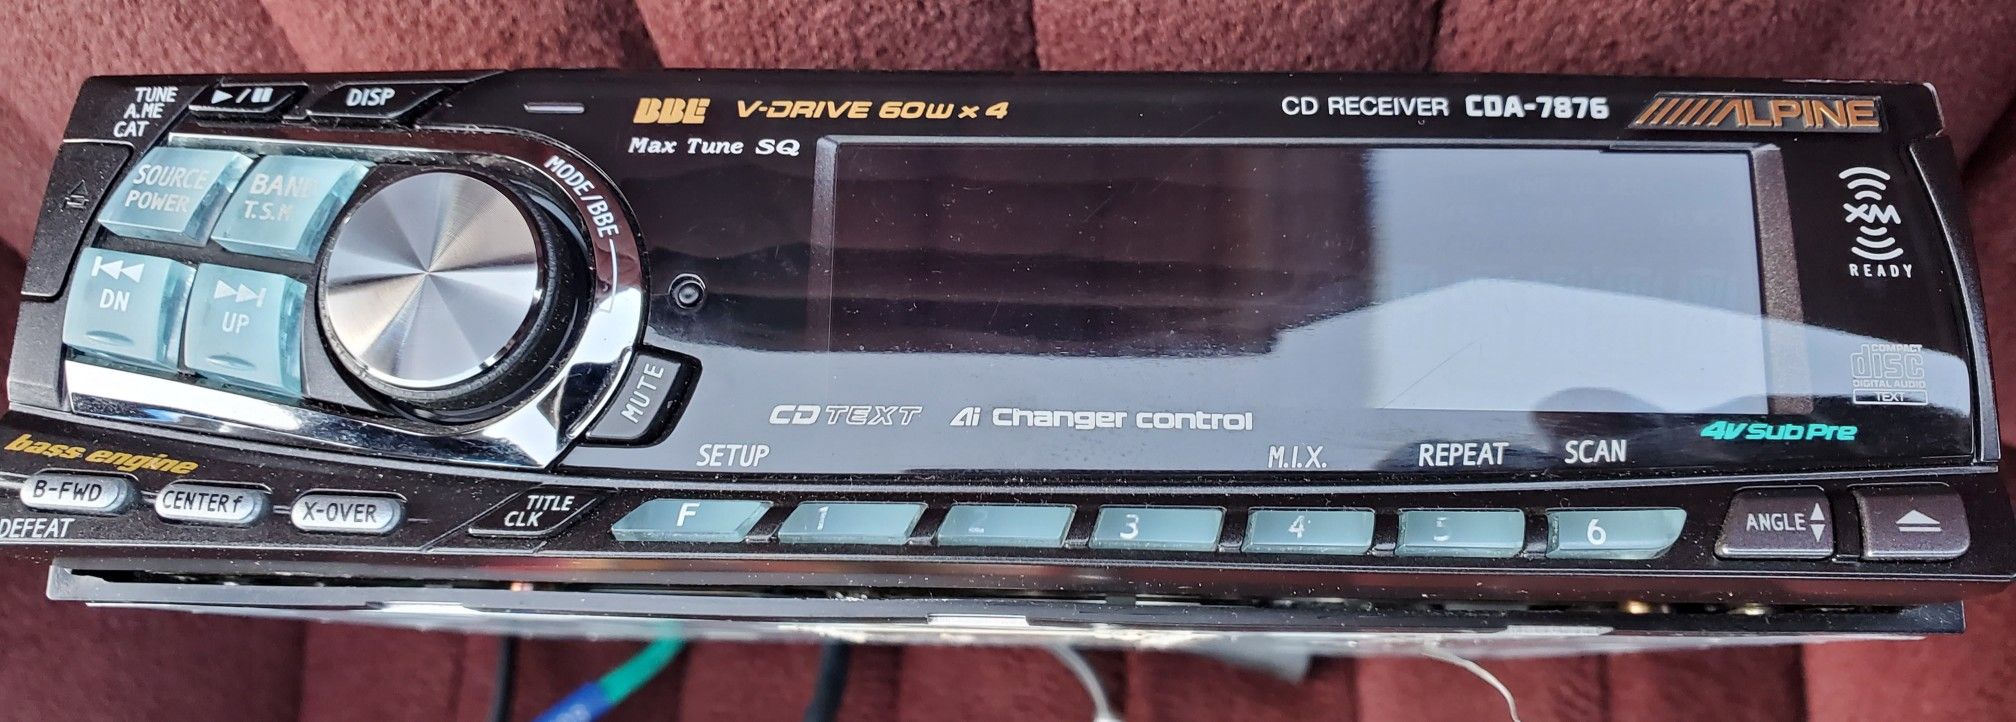 TUNE
A.ME
CAT
DISP
BBE V-DRIVE 60W x 4
Max Tune SQ
CD RECEIVER CDA-7876
ALPINE
SOURCE
POWER
BAND
T.S.M.
MODE/BBE
DN
UP
MUTE
XM
READY
COMPACT
disc
DIGITAL AUDIO
TEXT
CD TEXT Ai Changer control
4V Sub Pre
bass engine
SETUP
M.I.X.
REPEAT
SCAN
B-FWD
CENTER f
X-OVER
DEFEAT
TITLE
CLK
F
1
3
4
5
6
ANGLE